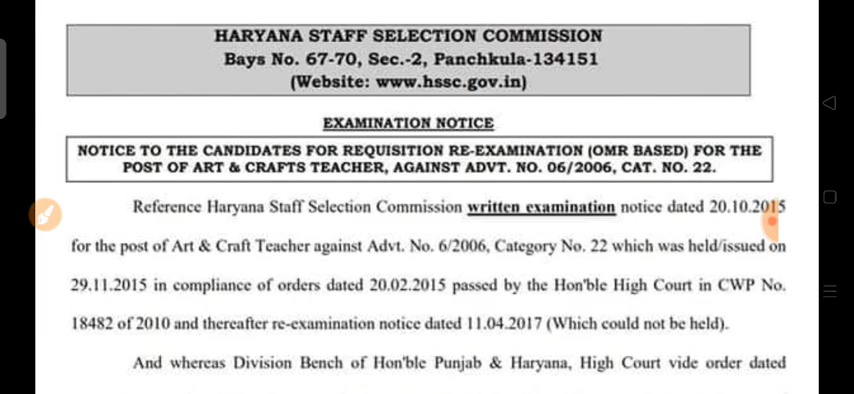 HARYANA STAFF SELECTION COMMISSION
Bays No. 67-70, Sec.-2, Panchkula-134151
(Website: www.hssc.gov.in)
EXAMINATION NOTICE
NOTICE TO THE CANDIDATES FOR REQUISITION RE-EXAMINATION (OMR BASED) FOR THE
POST OF ART & CRAFTS TEACHER, AGAINST ADVT. NO. 06/2006, CAT. NO. 22.
Reference Haryana Staff Selection Commission written examination notice dated 20.10.2015
for the post of Art & Craft Teacher against Advt. No. 6/2006, Category No. 22 which was held/issued on
29.11.2015 in compliance of orders dated 20.02.2015 passed by the Hon'ble High Court in CWP No.
18482 of 2010 and thereafter re-examination notice dated 11.04.2017 (Which could not be held).
And whereas Division Bench of Hon'ble Punjab & Haryana, High Court vide order dated